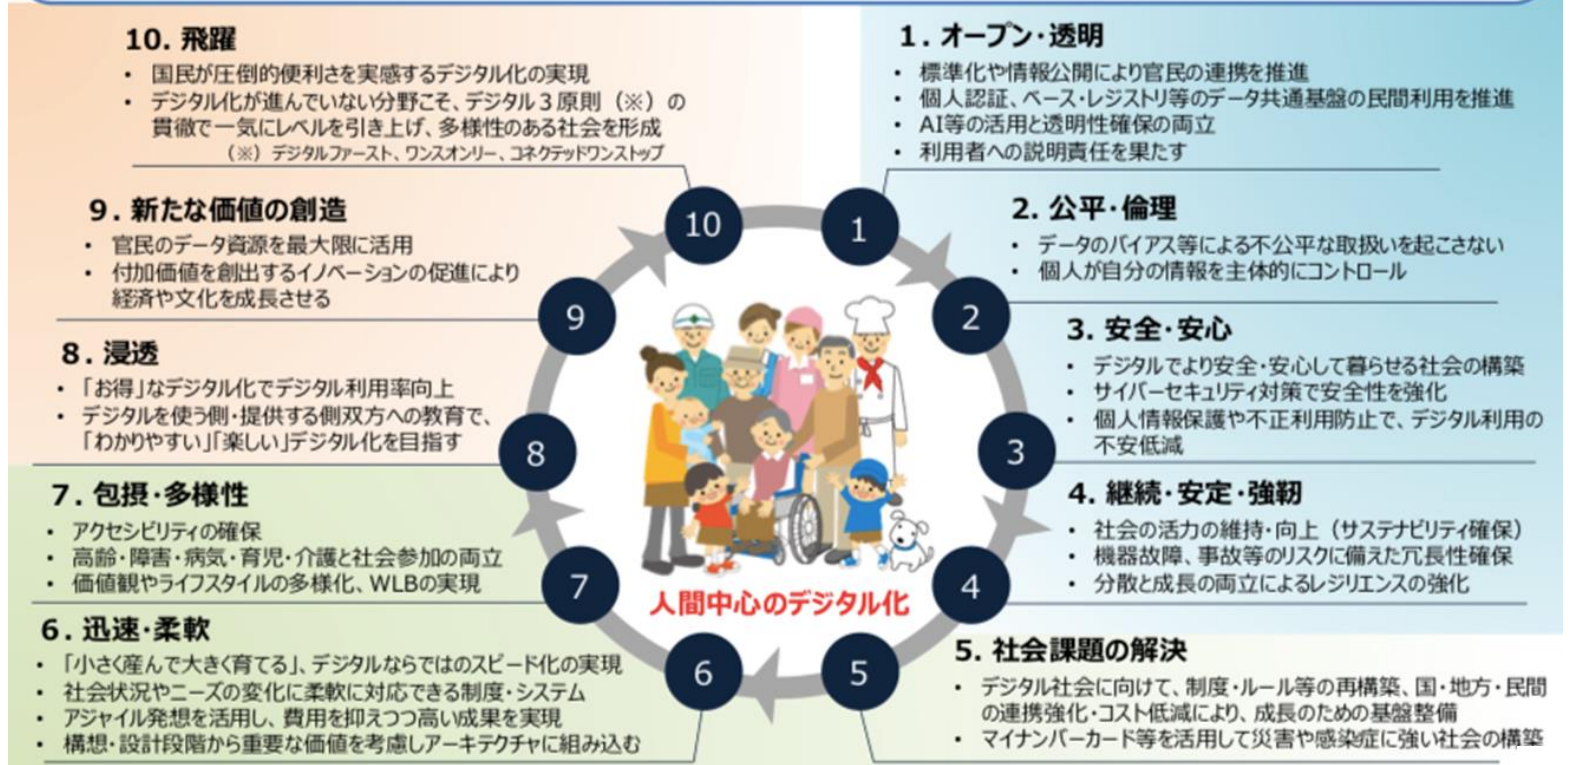 10. 飛躍
・ 国民が圧倒的便利さを実感するデジタル化の実現
・ デジタル化が進んでいない分野こそ、デジタル3原則（※）の
貫徹で一気にレベルを引き上げ、多様性のある社会を形成
（※）デジタルファースト、ワンスオンリー、コネクテッドワンストップ
9. 新たな価値の創造
・ 官民のデータ資源を最大限に活用
・ 付加価値を創出するイノベーションの促進により
経済や文化を成長させる
8. 浸透
・ 「お得」なデジタル化でデジタル利用率向上
・ デジタルを使う側・提供する側双方への教育で、
「わかりやすい」「楽しい」デジタル化を目指す
7. 包摂・多様性
・ アクセシビリティの確保
・ 高齢・障害・病気・育児・介護と社会参加の両立
・ 価値観やライフスタイルの多様化、WLBの実現
6. 迅速・柔軟
・ 「小さく産んで大きく育てる」、デジタルならではのスピード化の実現
・ 社会状況やニーズの変化に柔軟に対応できる制度・システム
・ アジャイル発想を活用し、費用を抑えつつ高い成果を実現
・ 構想・設計段階から重要な価値を考慮しアーキテクチャに組み込む
1. オープン・透明
・ 標準化や情報公開により官民の連携を推進
・ 個人認証、ベース・レジストリ等のデータ共通基盤の民間利用を推進
・ AI等の活用と透明性確保の両立
・ 利用者への説明責任を果たす
2. 公平・倫理
・ データのバイアス等による不公平な取扱いを起こさない
・ 個人が自分の情報を主体的にコントロール
3. 安全・安心
・ デジタルでより安全・安心して暮らせる社会の構築
・ サイバーセキュリティ対策で安全性を強化
・ 個人情報保護や不正利用防止で、デジタル利用の
不安低減
4. 継続・安定・強靭
・ 社会の活力の維持・向上（サステナビリティ確保）
・ 機器故障、事故等のリスクに備えた冗長性確保
・ 分散と成長の両立によるレジリエンスの強化
5. 社会課題の解決
・ デジタル社会に向けて、制度・ルール等の再構築、国・地方・民間
の連携強化・コスト低減により、成長のための基盤整備
・ マイナンバーカード等を活用して災害や感染症に強い社会の構築
10
1
9
2
8
3
7
4
6
5
人間中心のデジタル化